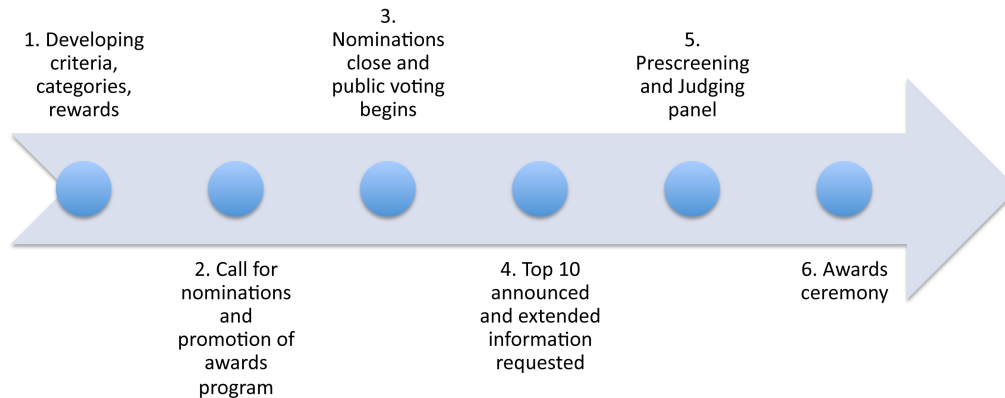 1. Developing
criteria,
categories,
rewards
2. Call for
nominations
and
promotion of
awards
program
3.
Nominations
close and
public voting
begins
4. Top 10
announced
and extended
information
requested
5.
Prescreening
and Judging
panel
6. Awards
ceremony